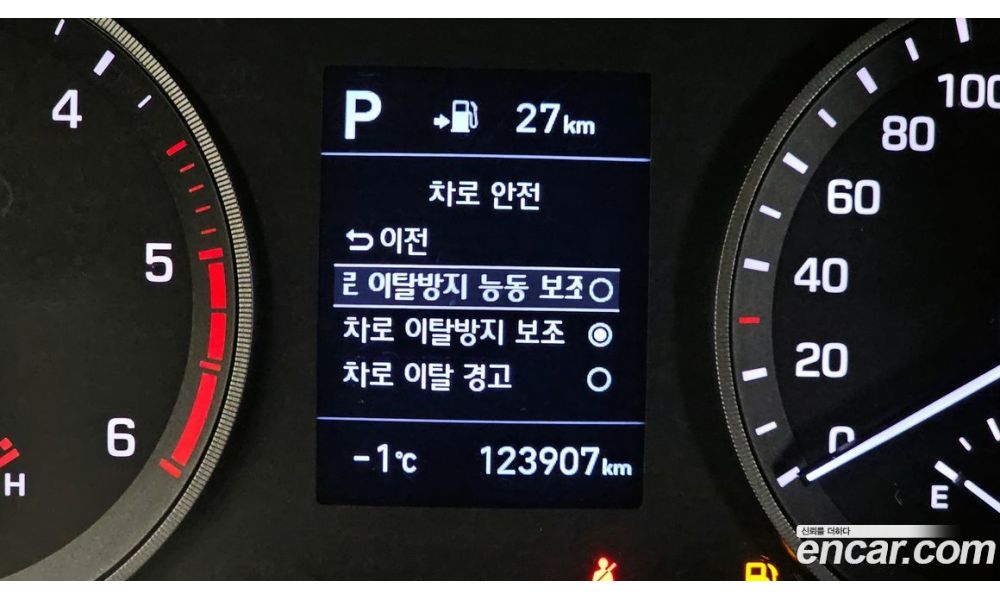 4
5
6
H
P 27km
차로 안전
이전
로 이탈방지 능동 보조
차로 이탈방지 보조
차로 이탈 경고
-1℃ 123907km
100
80
60
40
20
0
E
신뢰를 더하다
encar.com